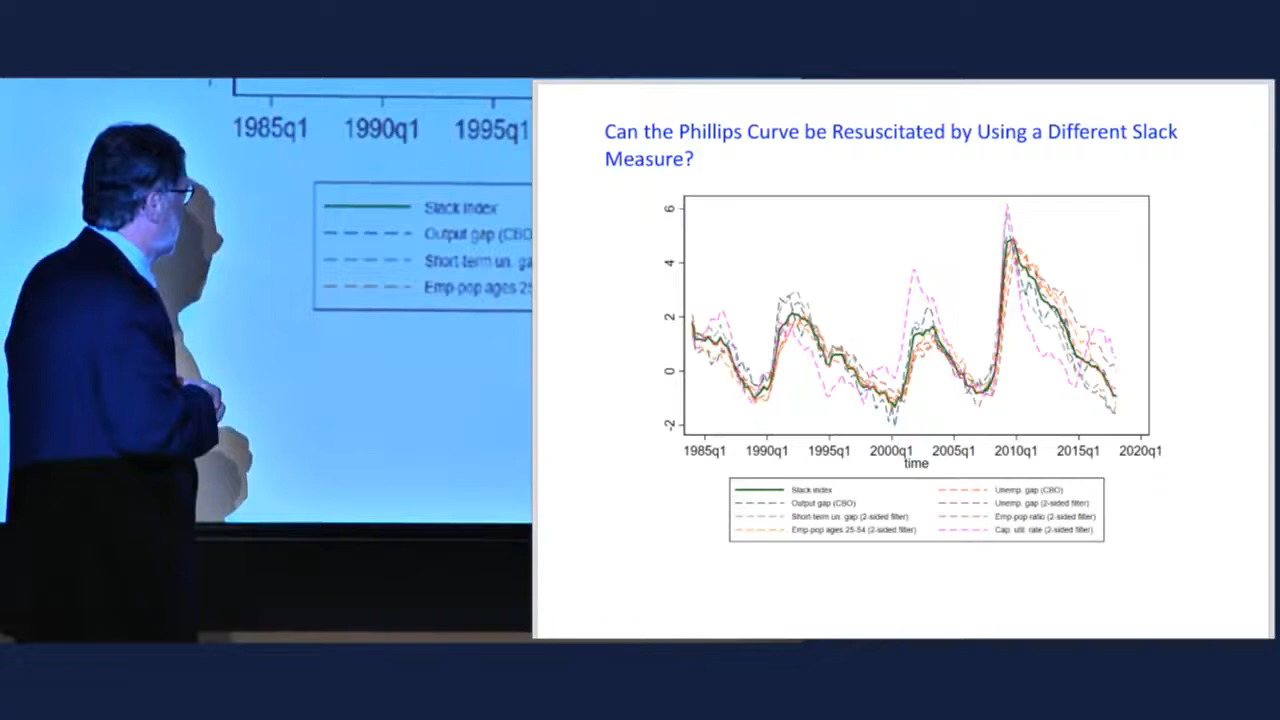 1985q1 1990q1 1995q1
Slack index
Output gap (CBO
Short-term un. ga
Emp-pop ages 25
Can the Phillips Curve be Resuscitated by Using a Different Slack
Measure?
6
4
2
0
-2
1985q1 1990q1 1995q1 2000q1 2005q1 2010q1 2015q1 2020q1
time
Slack index Unemp. gap (CBO)
Output gap (CBO) Unemp. gap (2-sided filter)
Short-term un. gap (2-sided filter) Emp-pop ratio (2-sided filter)
Emp-pop ages 25-54 (2-sided filter) Cap. util. rate (2-sided filter)